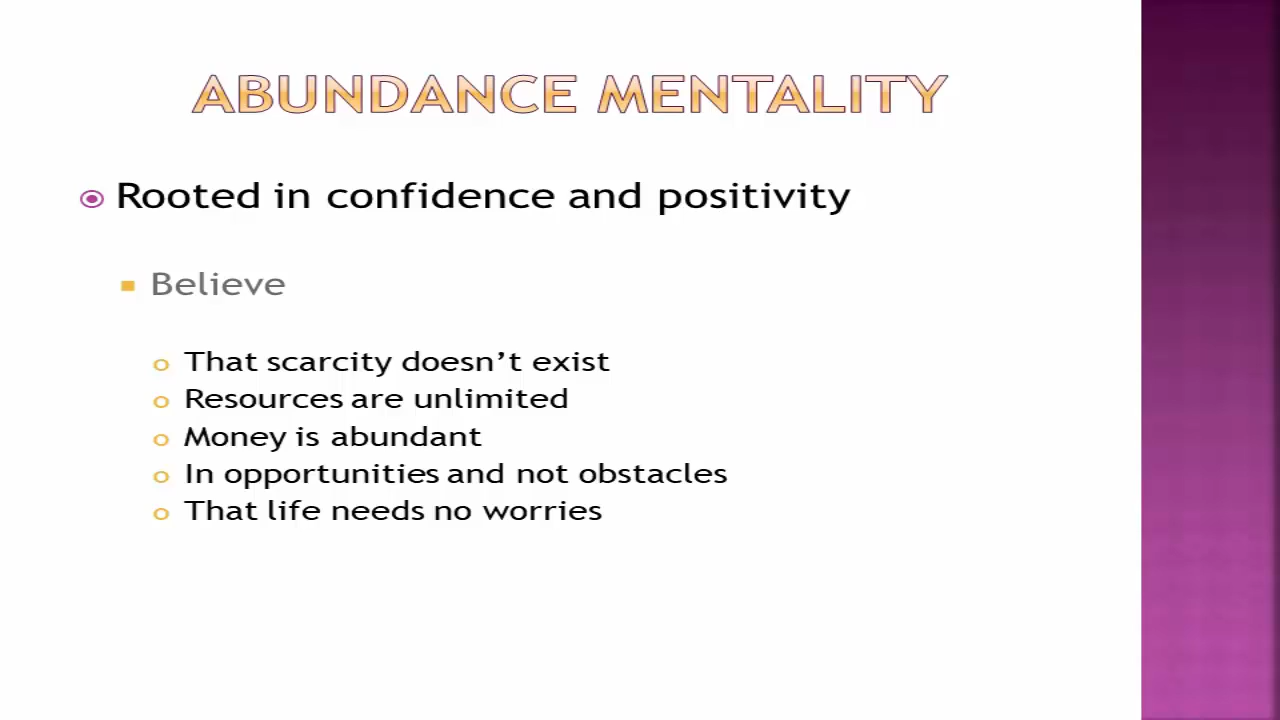 ABUNDANCE MENTALITY
Rooted in confidence and positivity
Believe
That scarcity doesn’t exist
Resources are unlimited
Money is abundant
In opportunities and not obstacles
That life needs no worries